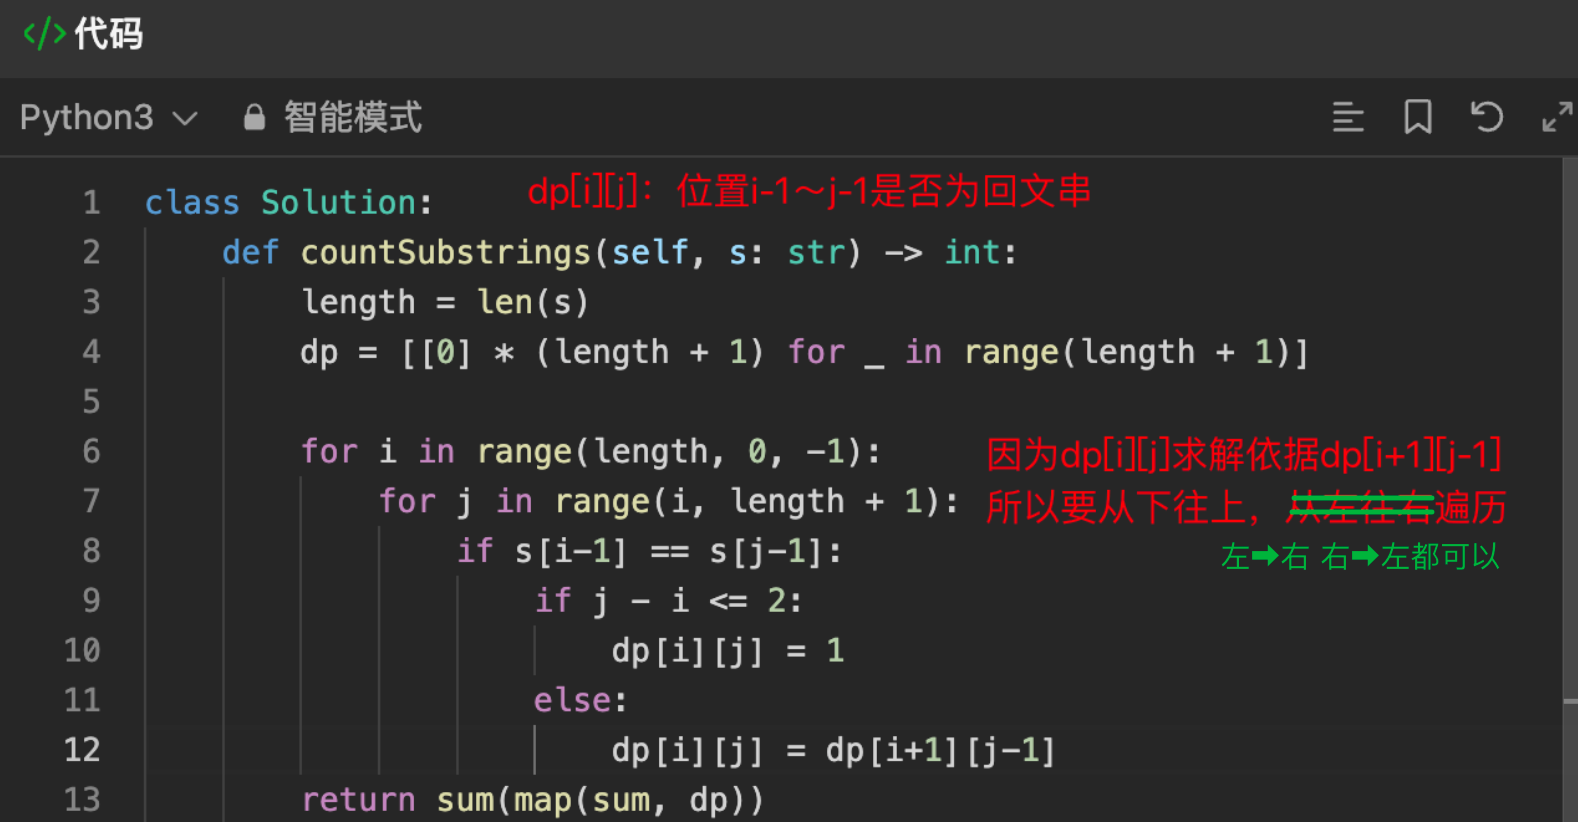 </> 代码
Python3 智能模式
1 class Solution: dp[i][j]：位置i-1～j-1是否为回文串
2     def countSubstrings(self, s: str) -> int:
3         length = len(s)
4         dp = [[0] * (length + 1) for _ in range(length + 1)]
5
6         for i in range(length, 0, -1): 因为dp[i][j]求解依据dp[i+1][j-1]
7             for j in range(i, length + 1): 所以要从下往上，从左往右遍历
8                 if s[i-1] == s[j-1]: 左➡右 右➡左都可以
9                     if j - i <= 2:
10                         dp[i][j] = 1
11                     else:
12                         dp[i][j] = dp[i+1][j-1]
13         return sum(map(sum, dp))